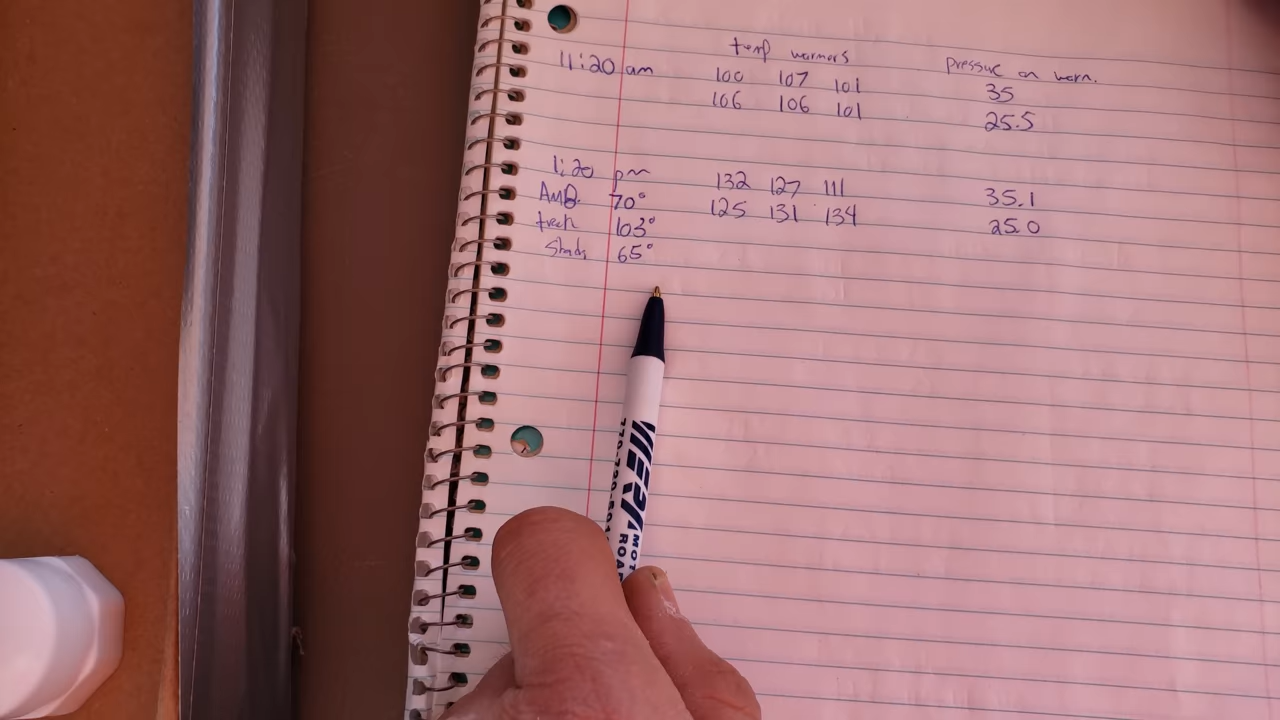 temp warmers pressure on warm.
11:20 am 100 107 101 35
106 106 101 25.5
1:20 pm 132 127 111 35.1
AMB. 70° 125 131 134 25.0
track 103°
Shade 65°